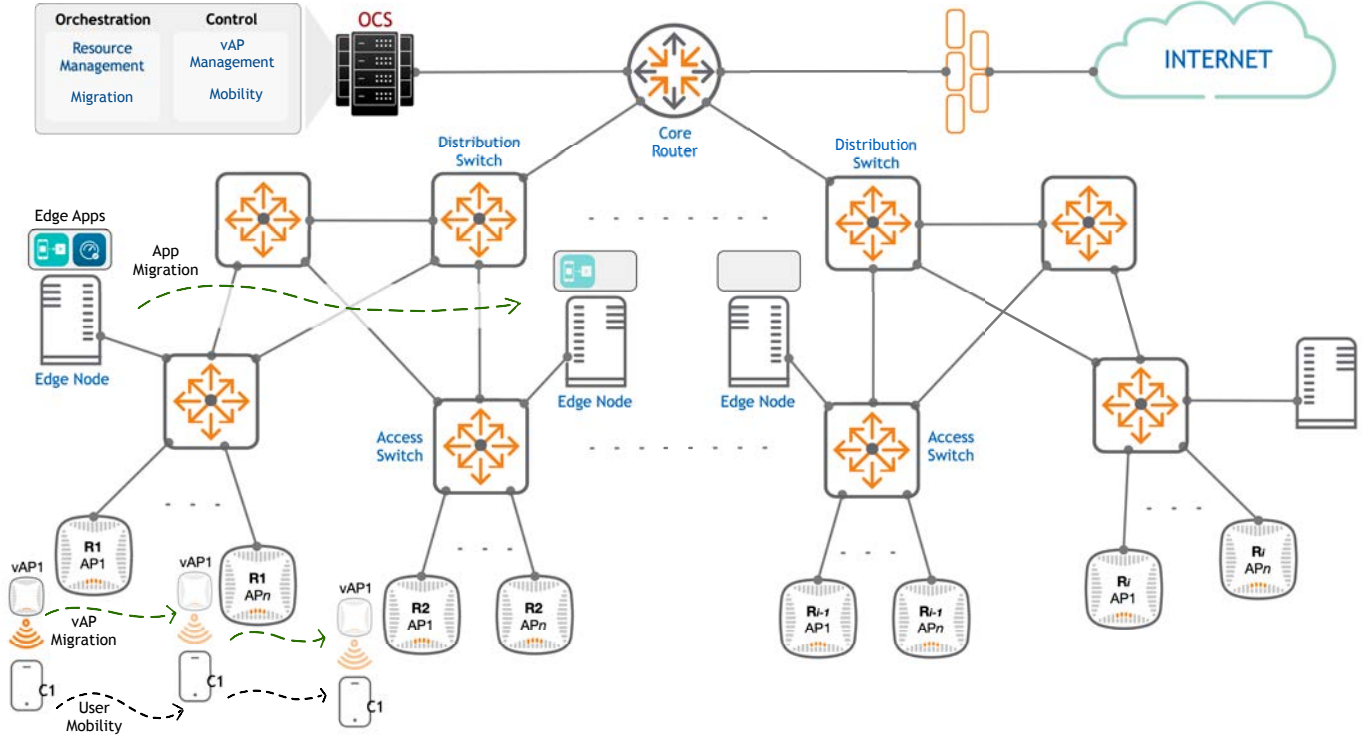 Orchestration
Control
OCS
Resource
Management
Migration
vAP
Management
Mobility
INTERNET
Core
Router
Distribution
Switch
Distribution
Switch
Edge Apps
App
Migration
Edge Node
Edge Node
Edge Node
Access
Switch
Access
Switch
R1
AP1
R1
APn
R2
AP1
R2
APn
Ri-1
AP1
Ri-1
APn
Ri
AP1
Ri
APn
vAP1
vAP1
vAP1
vAP
Migration
C1
C1
C1
User
Mobility